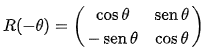 R(-θ) = ( cos θ sen θ
- sen θ cos θ )